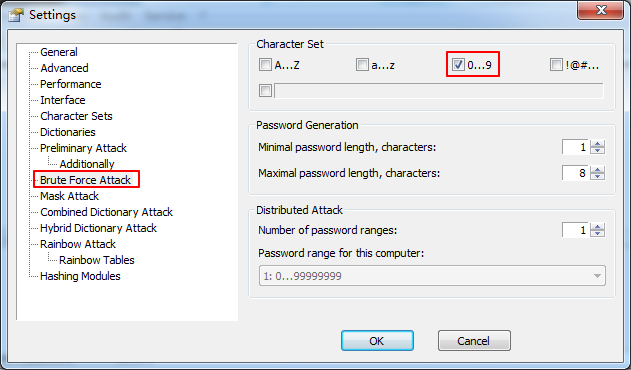 Settings
General
Advanced
Performance
Interface
Character Sets
Dictionaries
Preliminary Attack
Additionally
Brute Force Attack
Mask Attack
Combined Dictionary Attack
Hybrid Dictionary Attack
Rainbow Attack
Rainbow Tables
Hashing Modules
Character Set
A...Z a...z 0...9 !@#...
Password Generation
Minimal password length, characters: 1
Maximal password length, characters: 8
Distributed Attack
Number of password ranges: 1
Password range for this computer:
1: 0...99999999
OK Cancel